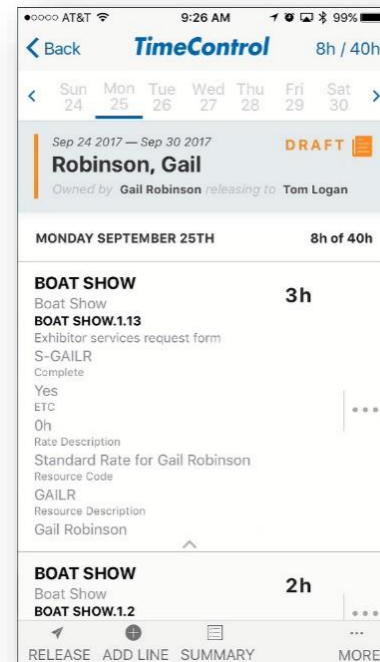 AT&T 9:26 AM 99%
Back TimeControl 8h / 40h
Sun Mon Tue Wed Thu Fri Sat
24 25 26 27 28 29 30
Sep 24 2017 — Sep 30 2017
DRAFT
Robinson, Gail
Owned by Gail Robinson releasing to Tom Logan
MONDAY SEPTEMBER 25TH 8h of 40h
BOAT SHOW
3h
Boat Show
BOAT SHOW.1.13
Exhibitor services request form
S-GAILR
Complete
Yes
ETC
0h
Rate Description
Standard Rate for Gail Robinson
Resource Code
GAILR
Resource Description
Gail Robinson
BOAT SHOW
2h
Boat Show
BOAT SHOW.1.2
RELEASE ADD LINE SUMMARY MORE